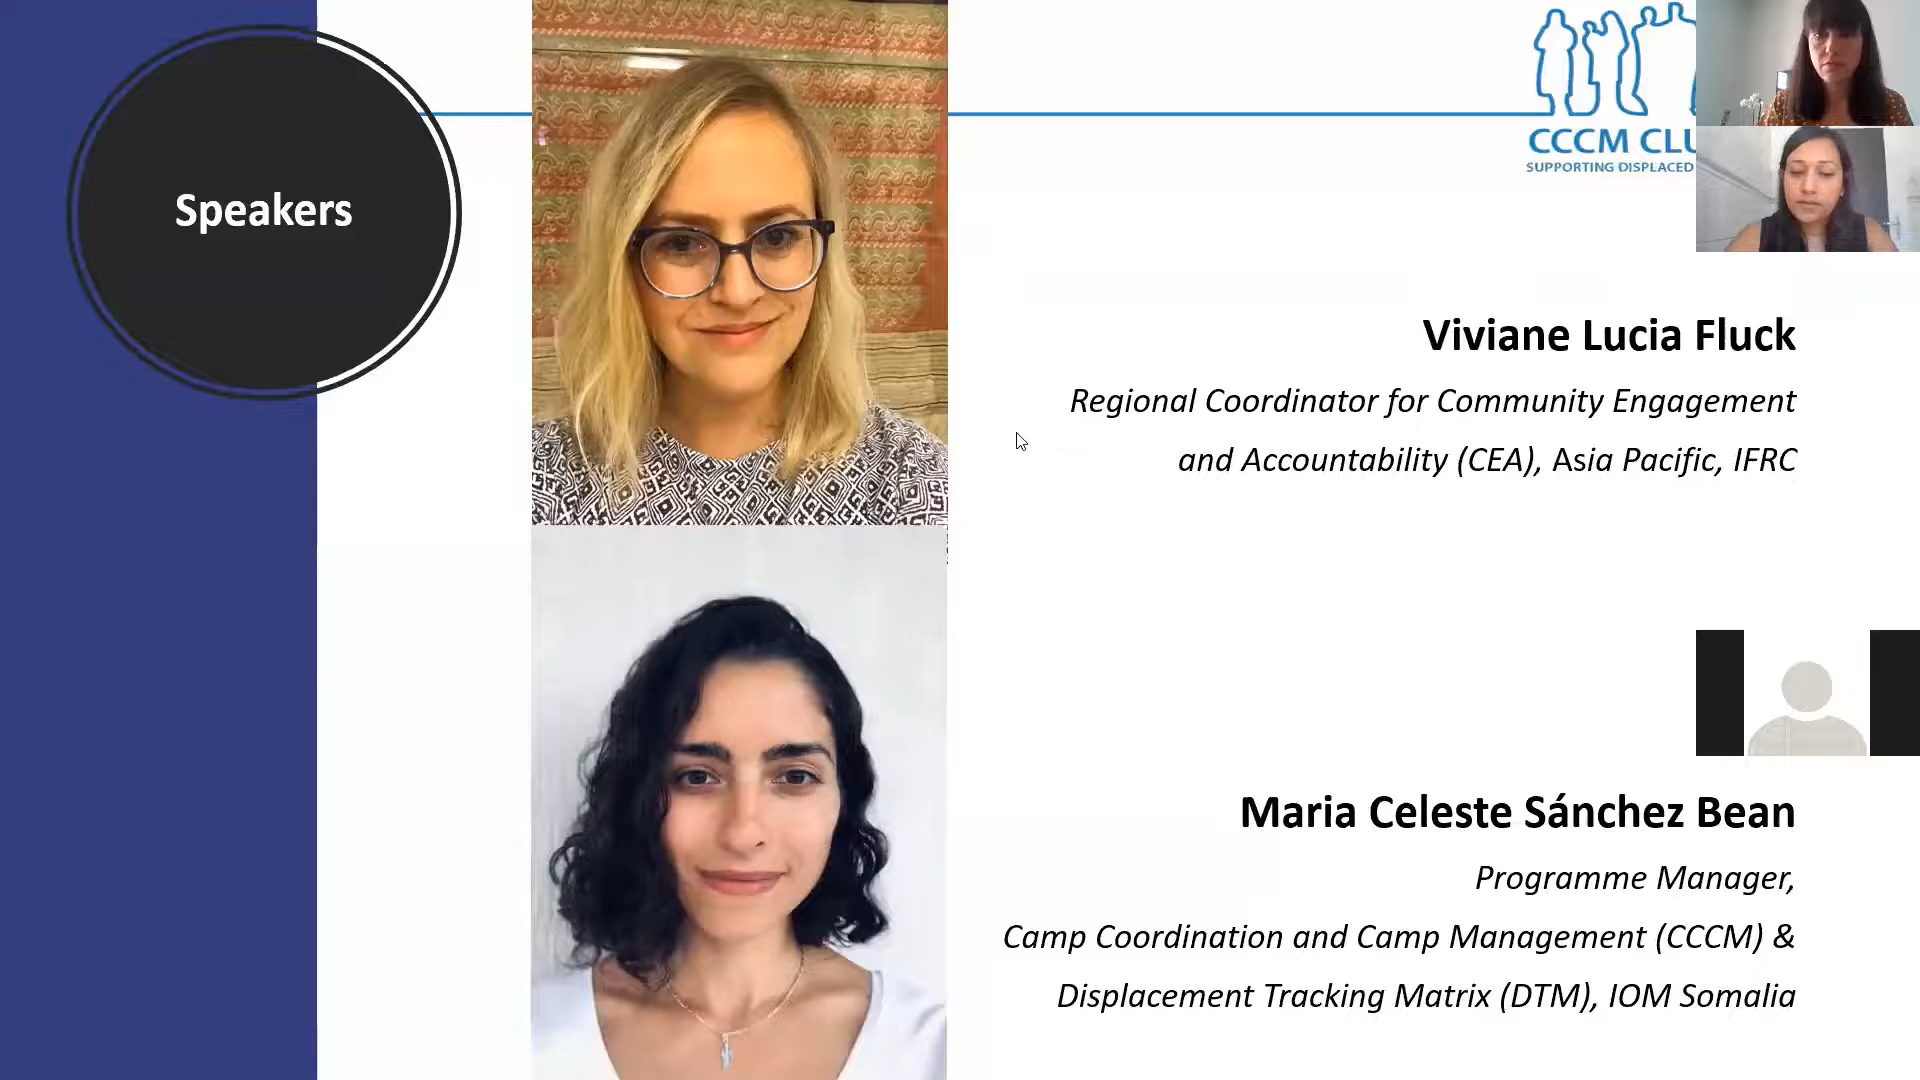 Speakers
CCCM
SUPPORTING DISPLACED
Viviane Lucia Fluck
Regional Coordinator for Community Engagement
and Accountability (CEA), Asia Pacific, IFRC
Maria Celeste Sánchez Bean
Programme Manager,
Camp Coordination and Camp Management (CCCM) &
Displacement Tracking Matrix (DTM), IOM Somalia